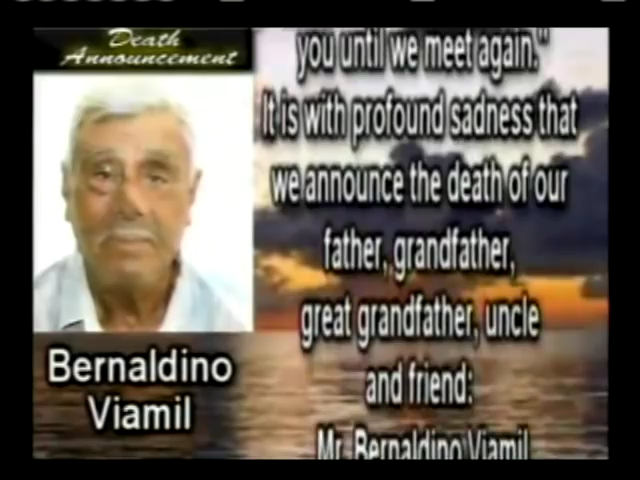 Death
Announcement
Bernaldino
Viamil
you until we meet again."
It is with profound sadness that
we announce the death of our
father, grandfather,
great grandfather, uncle
and friend:
Mr. Bernaldino Viamil